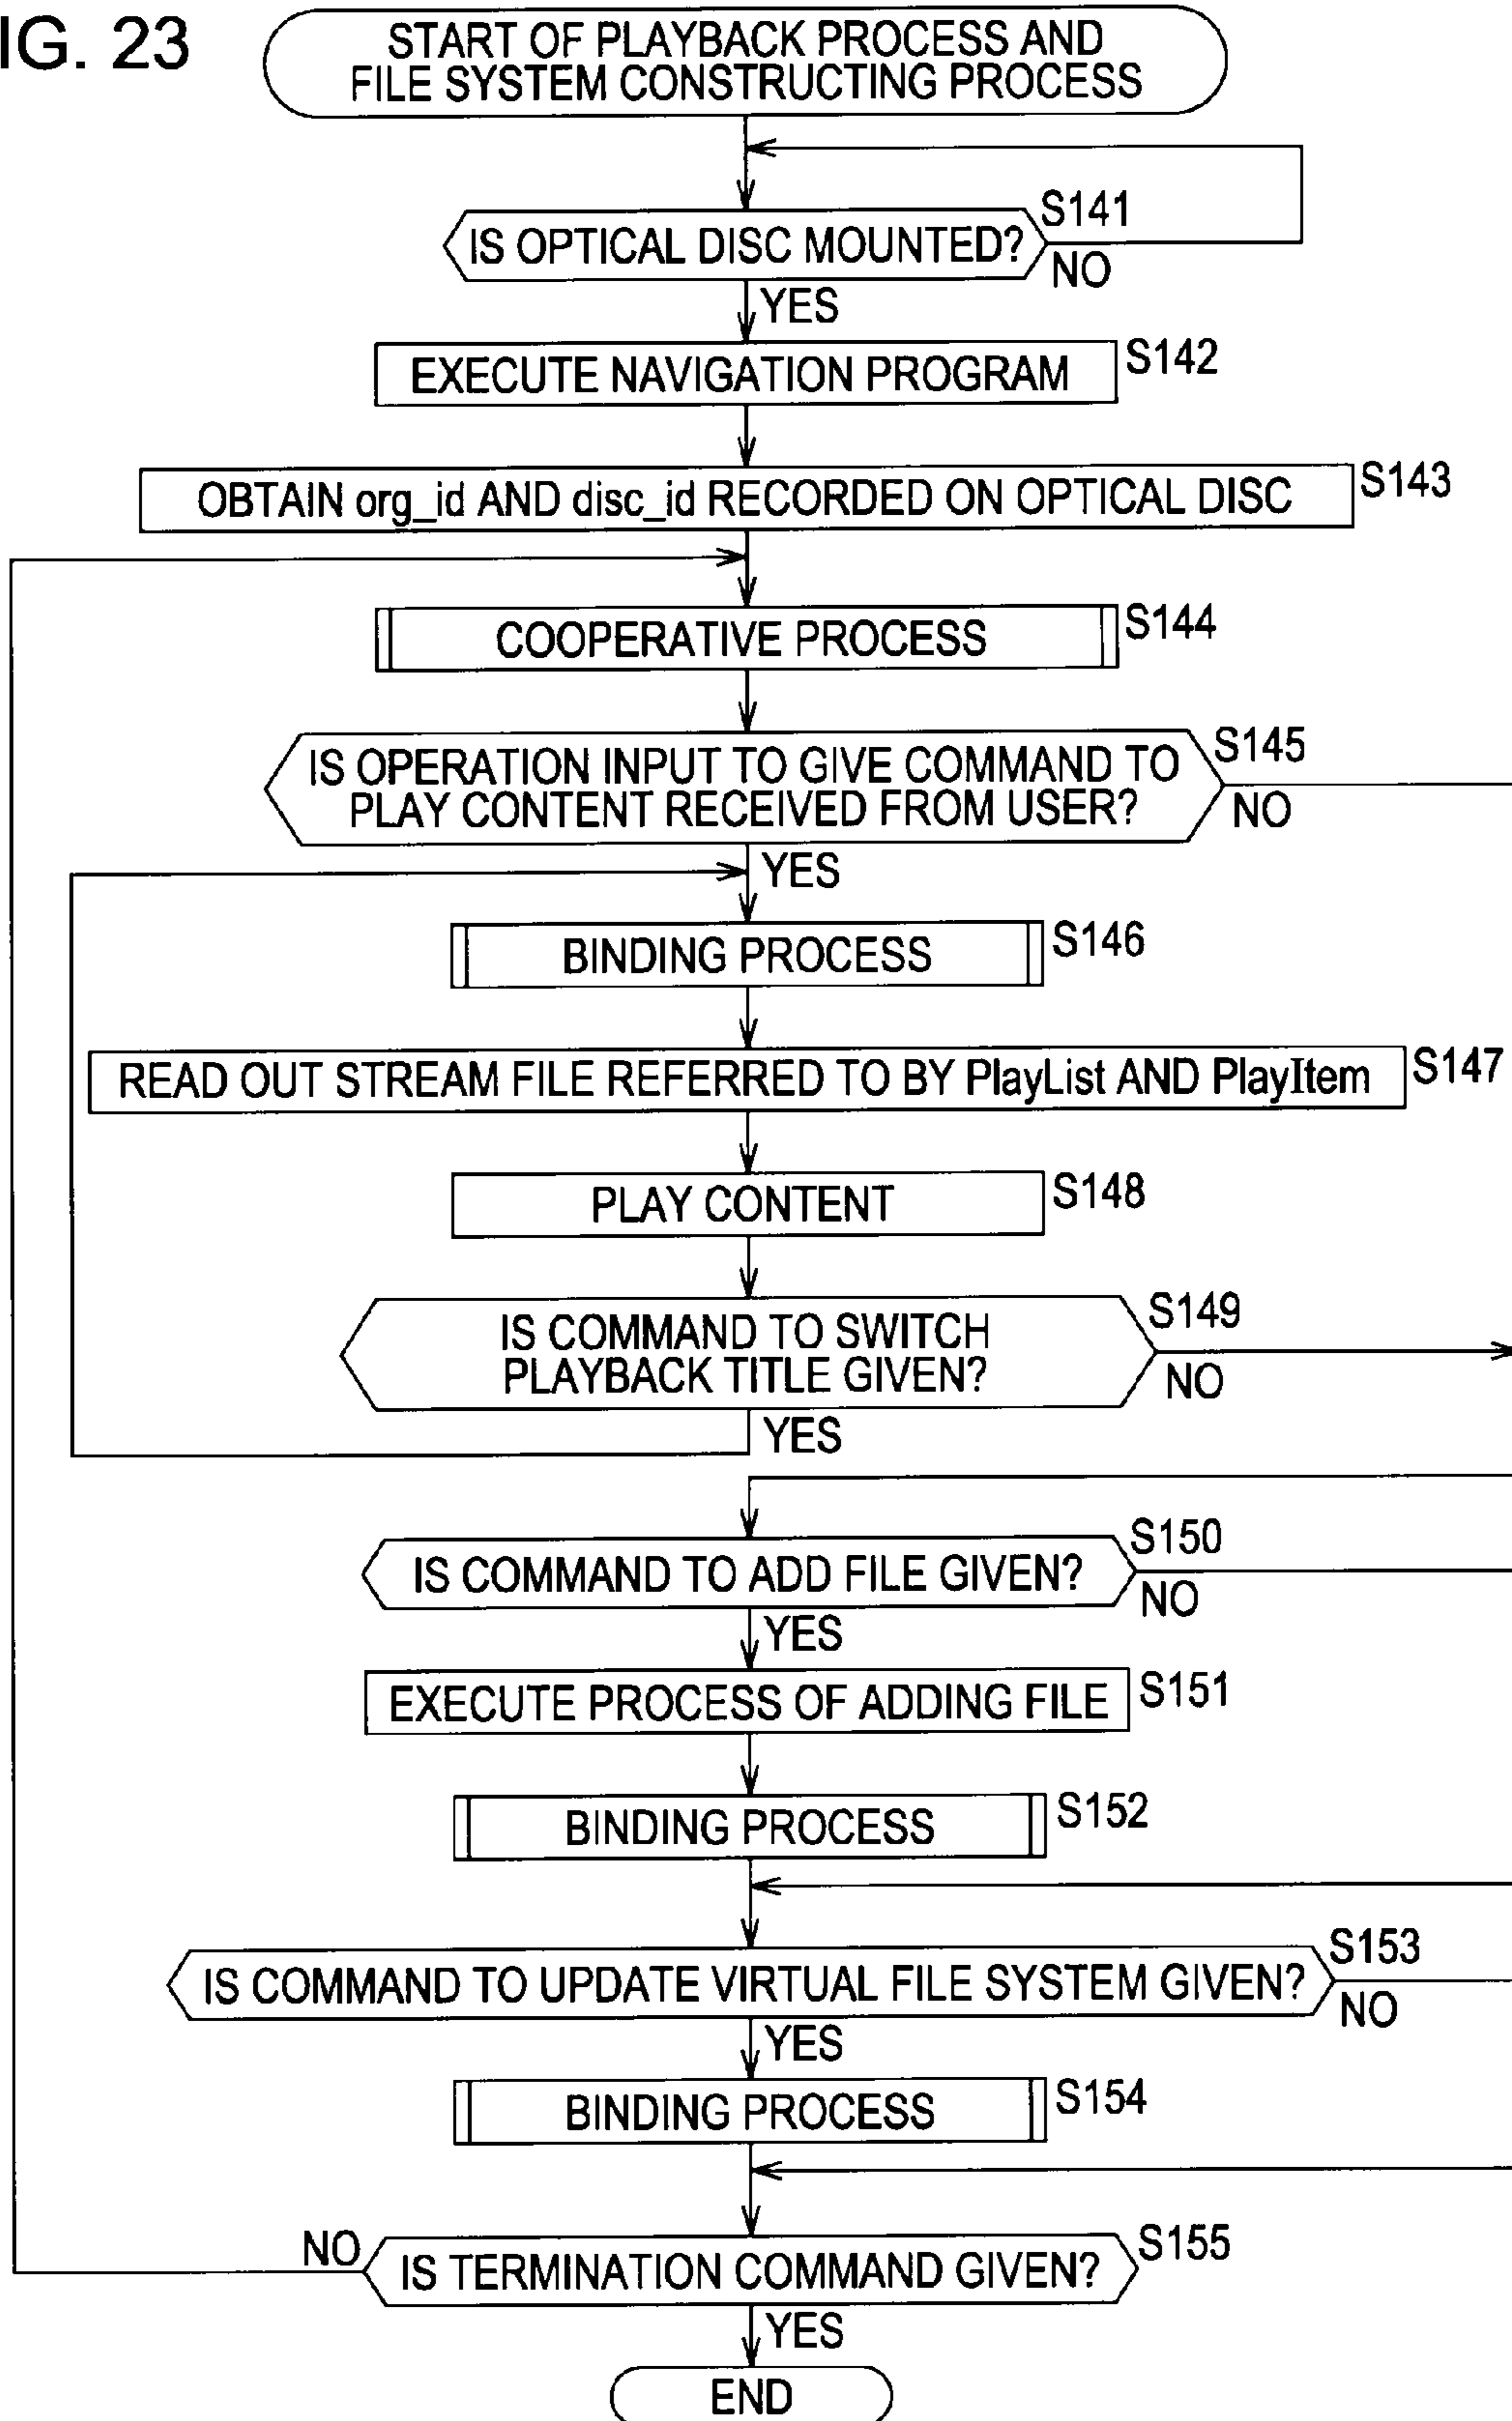 IG. 23
START OF PLAYBACK PROCESS AND
FILE SYSTEM CONSTRUCTING PROCESS
IS OPTICAL DISC MOUNTED?
S141
NO
YES
EXECUTE NAVIGATION PROGRAM
S142
OBTAIN org_id AND disc_id RECORDED ON OPTICAL DISC
S143
COOPERATIVE PROCESS
S144
IS OPERATION INPUT TO GIVE COMMAND TO
PLAY CONTENT RECEIVED FROM USER?
S145
NO
YES
BINDING PROCESS
S146
READ OUT STREAM FILE REFERRED TO BY PlayList AND PlayItem
S147
PLAY CONTENT
S148
IS COMMAND TO SWITCH
PLAYBACK TITLE GIVEN?
S149
NO
YES
IS COMMAND TO ADD FILE GIVEN?
S150
NO
YES
EXECUTE PROCESS OF ADDING FILE
S151
BINDING PROCESS
S152
IS COMMAND TO UPDATE VIRTUAL FILE SYSTEM GIVEN?
S153
NO
YES
BINDING PROCESS
S154
NO
IS TERMINATION COMMAND GIVEN?
S155
YES
END